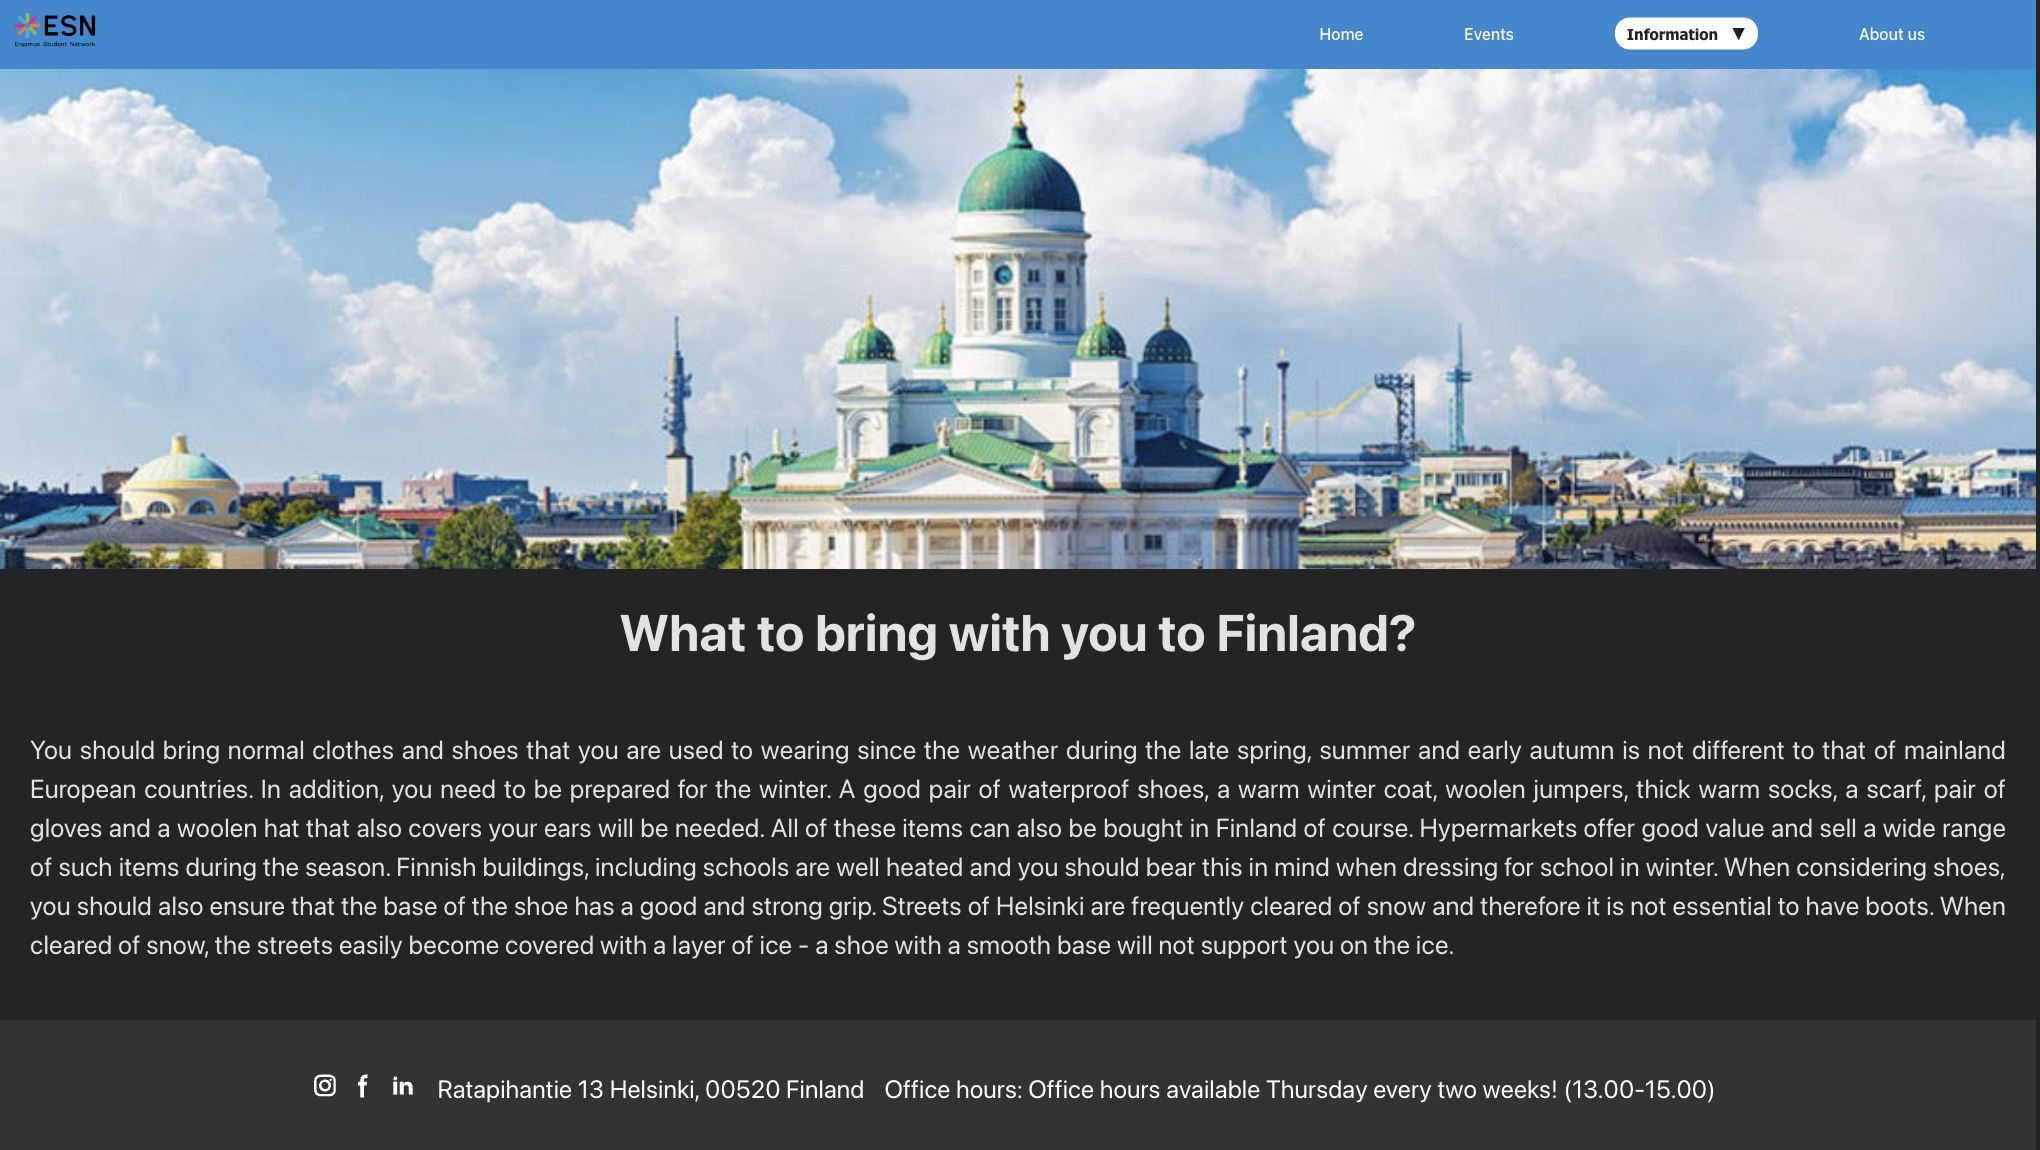 ESN
Erasmus Student Network
Home
Events
Information ▼
About us
What to bring with you to Finland?
You should bring normal clothes and shoes that you are used to wearing since the weather during the late spring, summer and early autumn is not different to that of mainland
European countries. In addition, you need to be prepared for the winter. A good pair of waterproof shoes, a warm winter coat, woolen jumpers, thick warm socks, a scarf, pair of
gloves and a woolen hat that also covers your ears will be needed. All of these items can also be bought in Finland of course. Hypermarkets offer good value and sell a wide range
of such items during the season. Finnish buildings, including schools are well heated and you should bear this in mind when dressing for school in winter. When considering shoes,
you should also ensure that the base of the shoe has a good and strong grip. Streets of Helsinki are frequently cleared of snow and therefore it is not essential to have boots. When
cleared of snow, the streets easily become covered with a layer of ice - a shoe with a smooth base will not support you on the ice.
Ratapihantie 13 Helsinki, 00520 Finland
Office hours: Office hours available Thursday every two weeks! (13.00-15.00)